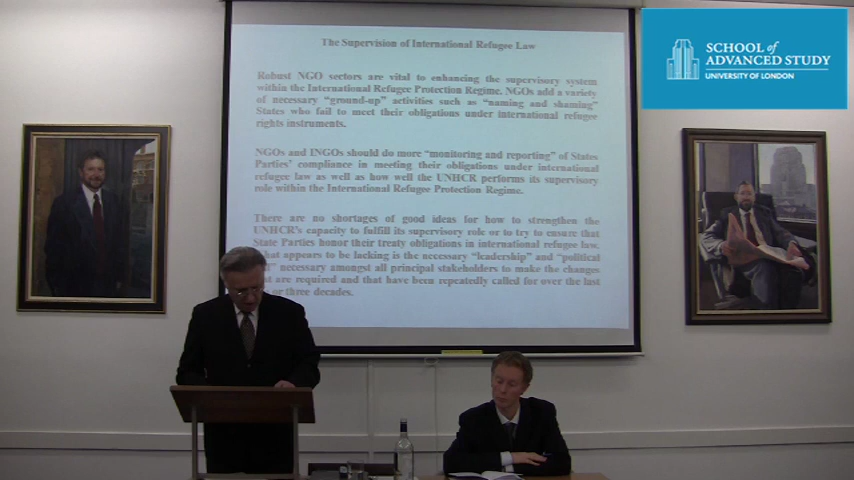 The Supervision of International Refugee Law
Robust NGO sectors are vital to enhancing the supervisory system
within the International Refugee Protection Regime. NGOs add a variety
of necessary “ground-up” activities such as “naming and shaming”
States who fail to meet their obligations under international refugee
rights instruments.
NGOs and INGOs should do more “monitoring and reporting” of States
Parties’ compliance in meeting their obligations under international
refugee law as well as how well the UNHCR performs its supervisory
role within the International Refugee Protection Regime.
There are no shortages of good ideas for how to strengthen the
UNHCR’s capacity to fulfill its supervisory role or to try to ensure that
State Parties honor their treaty obligations in international refugee law.
appears to be lacking is the necessary “leadership” and “political
necessary amongst all principal stakeholders to make the changes
are required and that have been repeatedly called for over the last
or three decades.
SCHOOL of
ADVANCED STUDY
UNIVERSITY OF LONDON